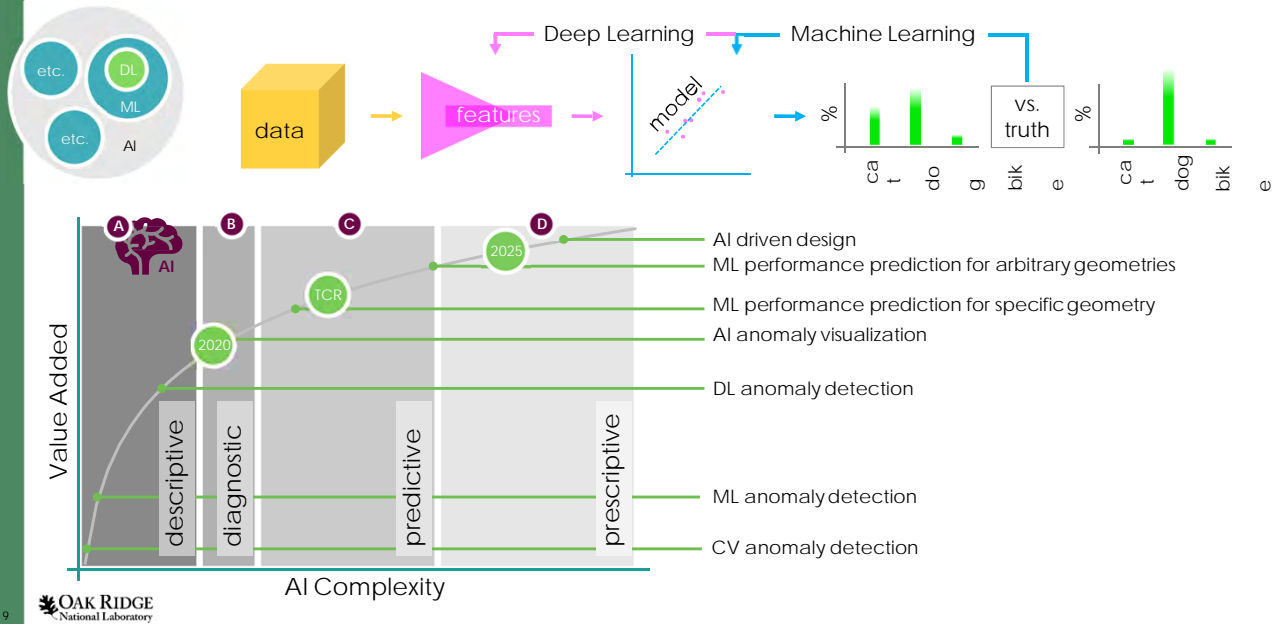 Deep Learning
Machine Learning
etc.
DL
ML
etc.
AI
data
features
model
%
ca
t
do
g
bik
e
vs.
truth
%
ca
t
dog
bik
e
A
B
C
D
AI
2020
TCR
2025
AI driven design
ML performance prediction for arbitrary geometries
ML performance prediction for specific geometry
AI anomaly visualization
DL anomaly detection
ML anomaly detection
CV anomaly detection
Value Added
descriptive
diagnostic
predictive
prescriptive
AI Complexity
OAK RIDGE
National Laboratory
9